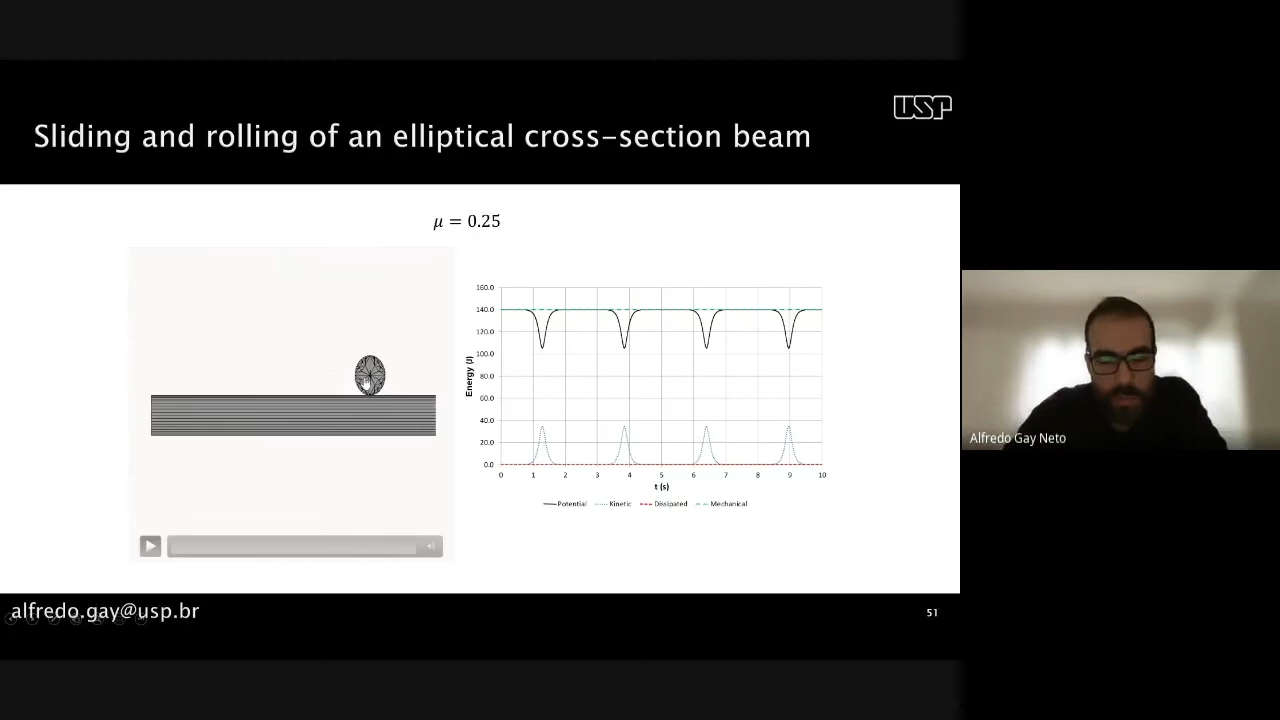 USP
Sliding and rolling of an elliptical cross-section beam
μ = 0.25
160.0
140.0
120.0
100.0
80.0
60.0
40.0
20.0
0.0
Energy (J)
0 1 2 3 4 5 6 7 8 9 10
t (s)
Potential Kinetic Dissipated Mechanical
Alfredo Gay Neto
alfredo.gay@usp.br
51